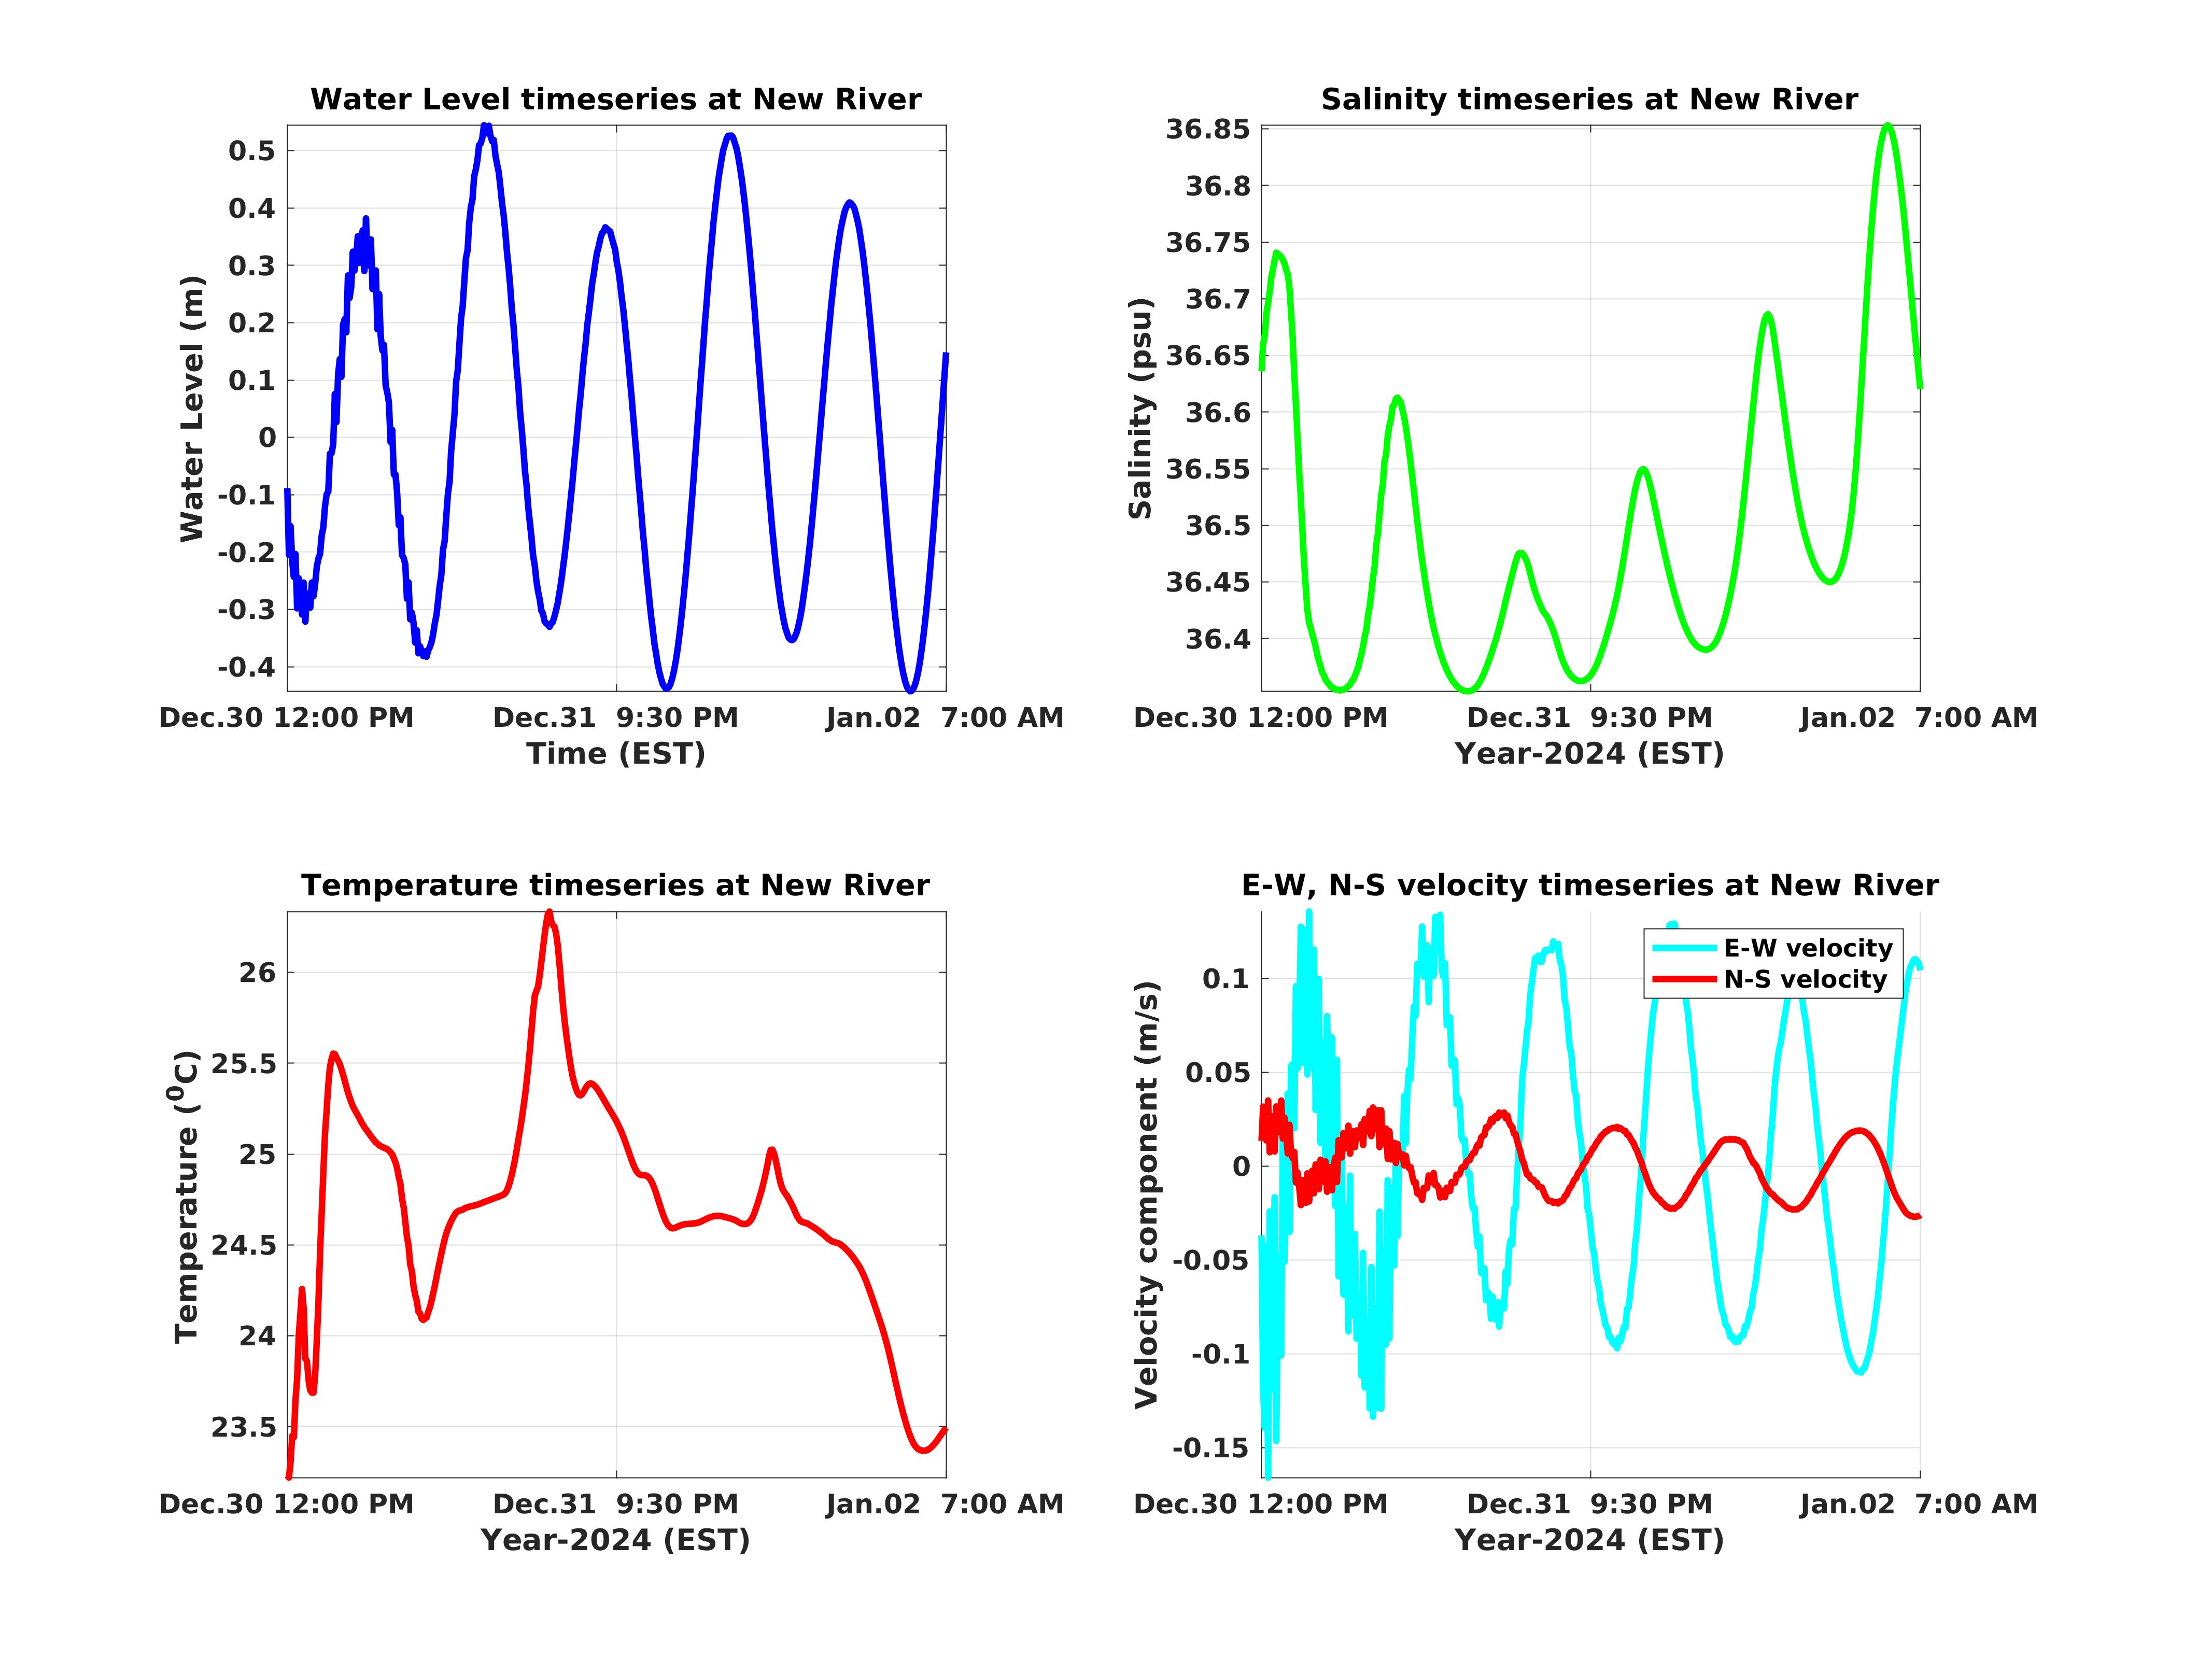 Water Level timeseries at New River
Water Level (m)
0.5
0.4
0.3
0.2
0.1
0
-0.1
-0.2
-0.3
-0.4
Dec.30 12:00 PM
Dec.31 9:30 PM
Jan.02 7:00 AM
Time (EST)
Salinity timeseries at New River
Salinity (psu)
36.85
36.8
36.75
36.7
36.65
36.6
36.55
36.5
36.45
36.4
Dec.30 12:00 PM
Dec.31 9:30 PM
Jan.02 7:00 AM
Year-2024 (EST)
Temperature timeseries at New River
Temperature (⁰C)
26
25.5
25
24.5
24
23.5
Dec.30 12:00 PM
Dec.31 9:30 PM
Jan.02 7:00 AM
Year-2024 (EST)
E-W, N-S velocity timeseries at New River
Velocity component (m/s)
0.1
0.05
0
-0.05
-0.1
-0.15
E-W velocity
N-S velocity
Dec.30 12:00 PM
Dec.31 9:30 PM
Jan.02 7:00 AM
Year-2024 (EST)